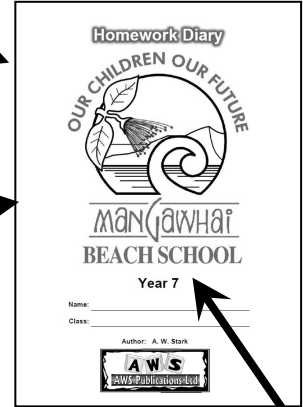 Homework Diary
OUR CHILDREN OUR FUTURE
MANGAWHAI
BEACH SCHOOL
Year 7
Name:
Class:
Author: A. W. Stark
AWS
AWS Publications Ltd